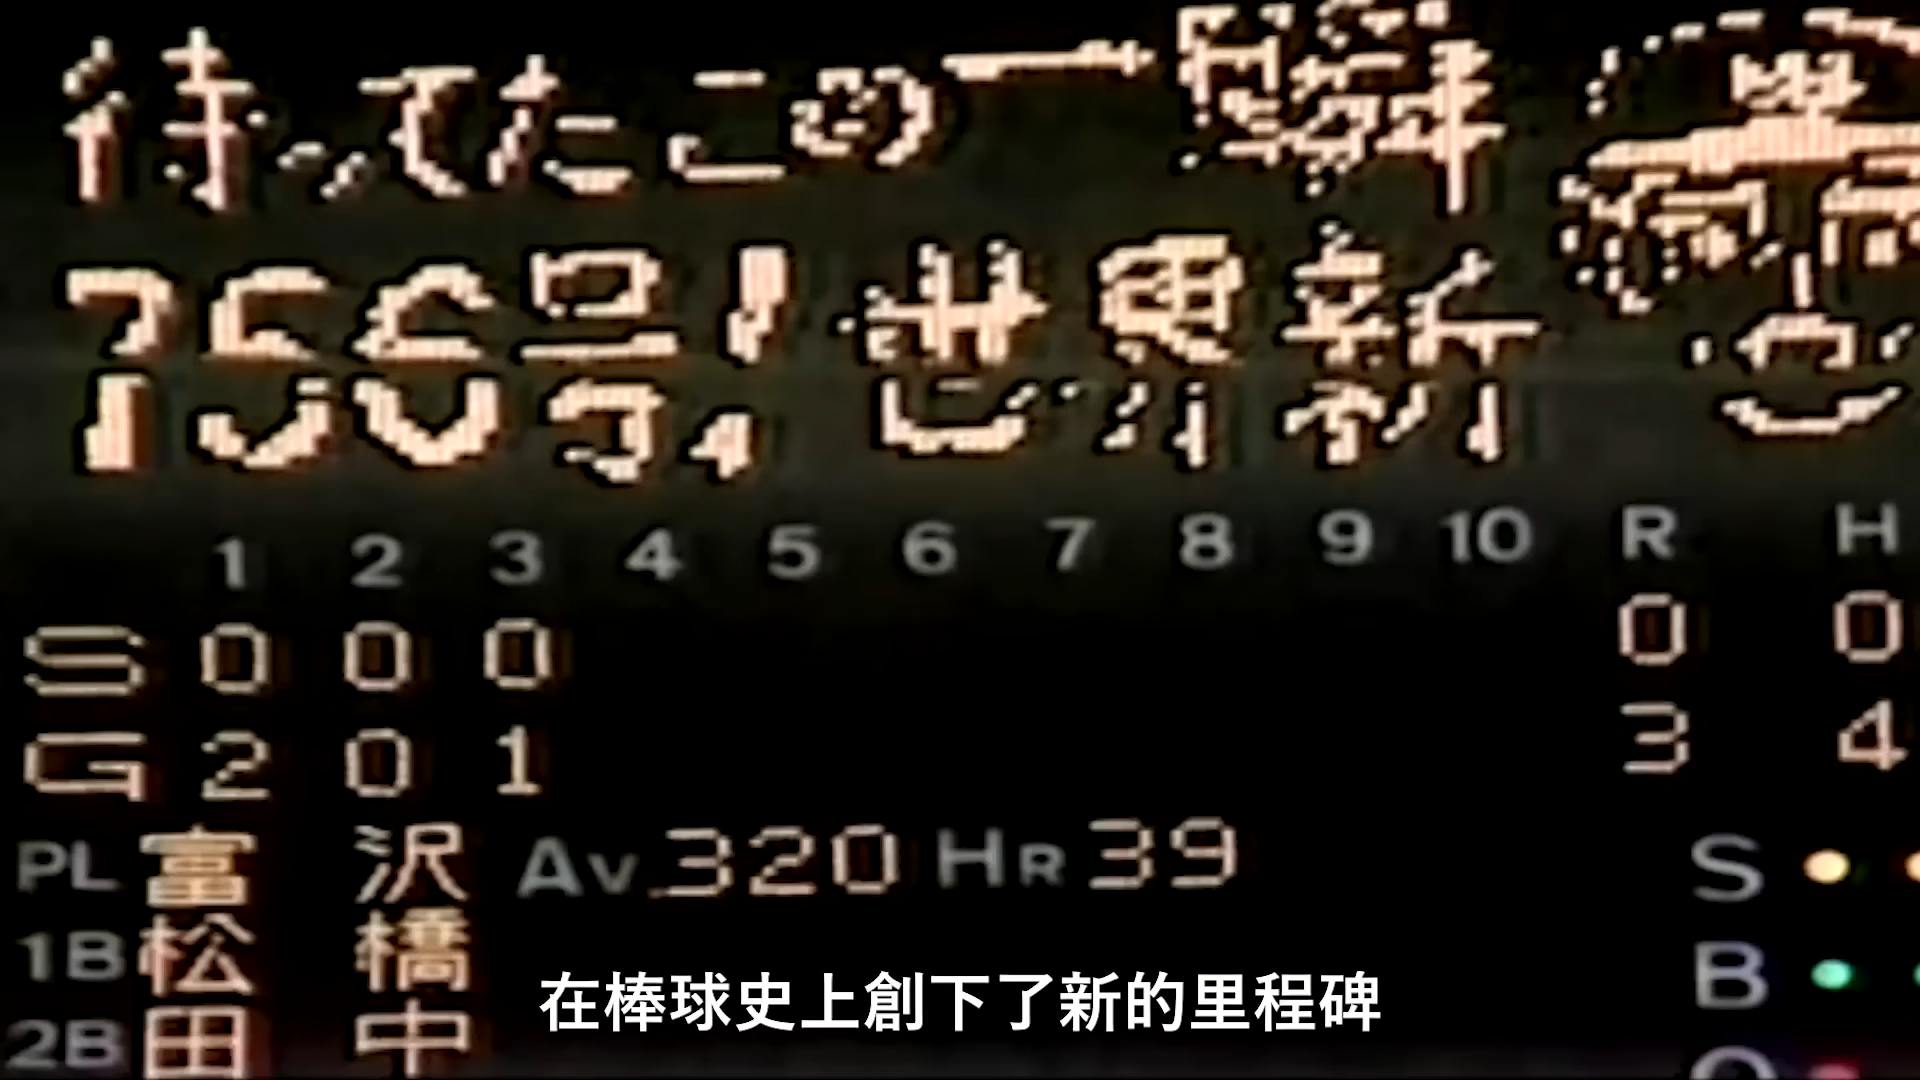 待ってたこの一瞬
756号! 世界新
1 2 3 4 5 6 7 8 9 10 R H
S 0 0 0 0 0
G 2 0 1 3 4
PL 富沢 Av .320 HR 39 S
1B 松橋 B
2B 田中 O
在棒球史上創下了新的里程碑